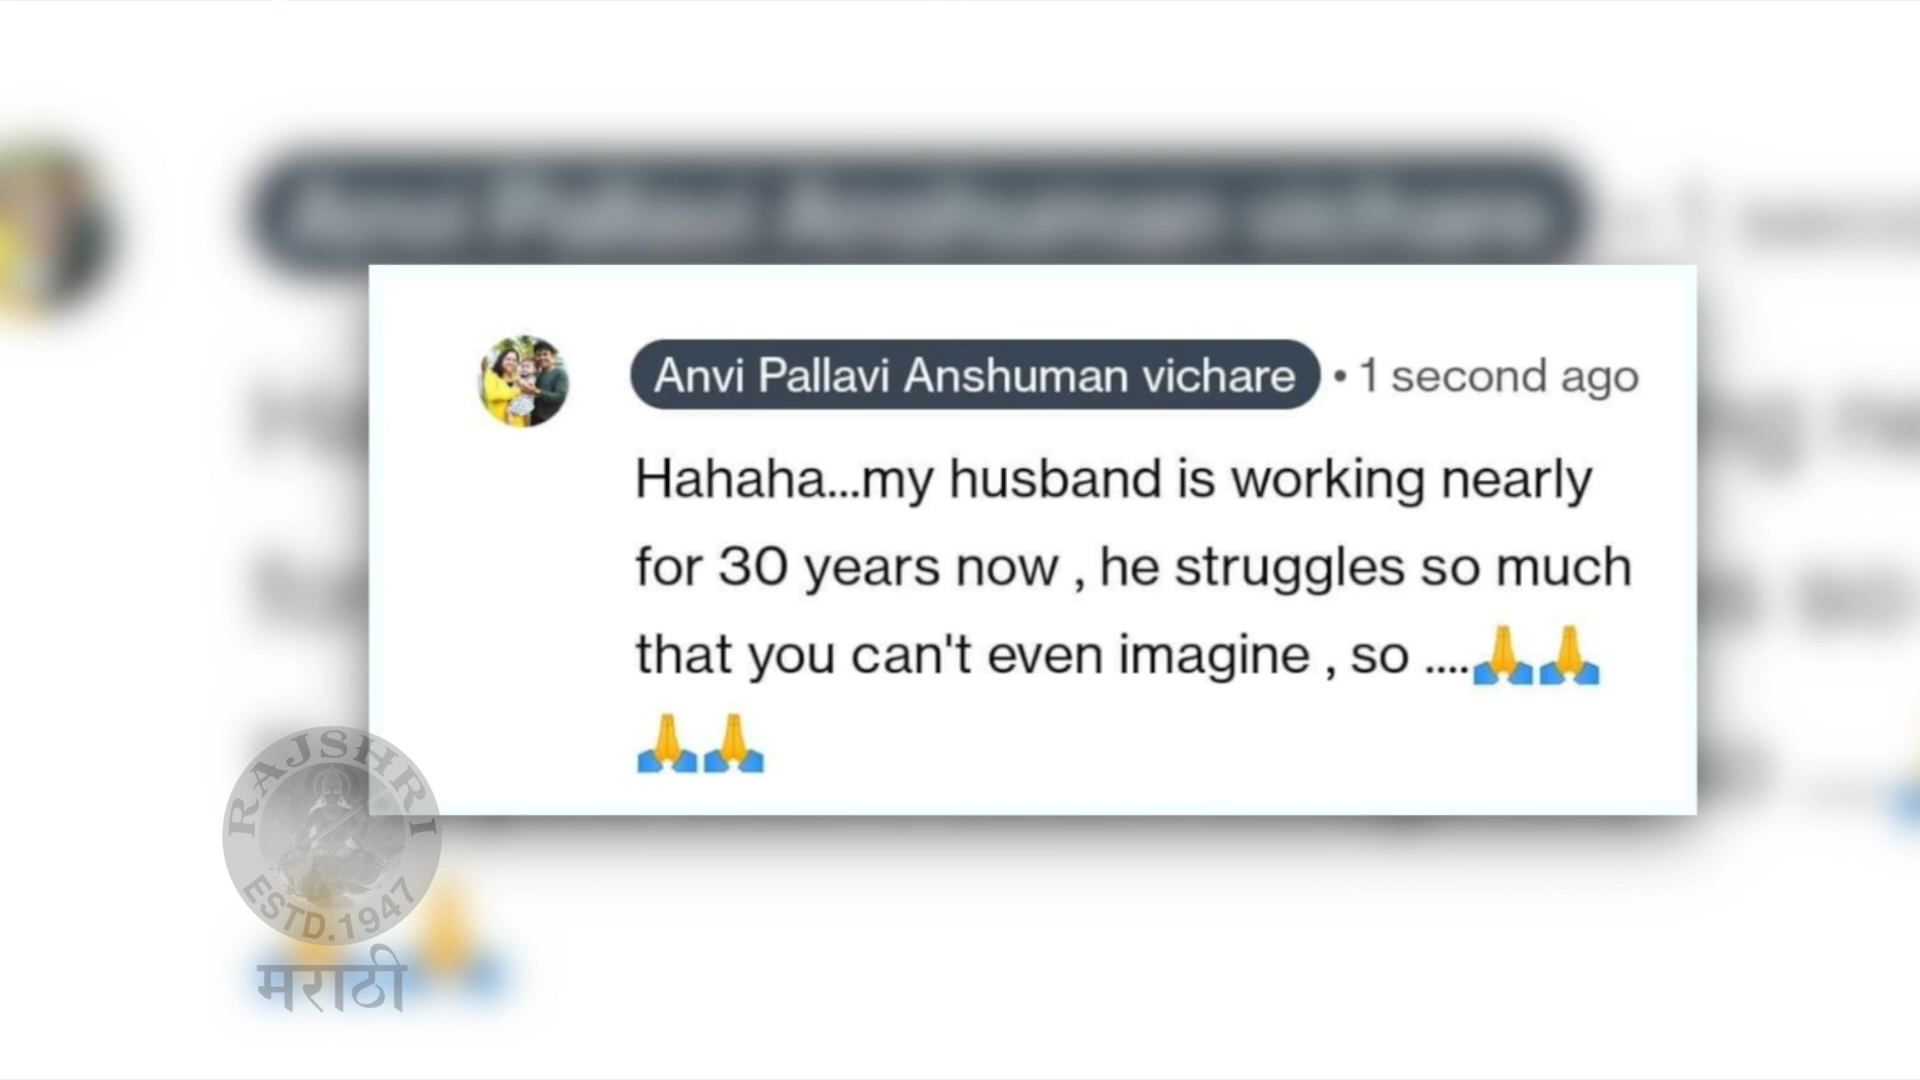 Anvi Pallavi Anshuman vichare • 1 second ago
Hahaha...my husband is working nearly
for 30 years now , he struggles so much
that you can't even imagine , so ....🙏🙏
🙏🙏
RAJSHRI
ESTD.1947
मराठी